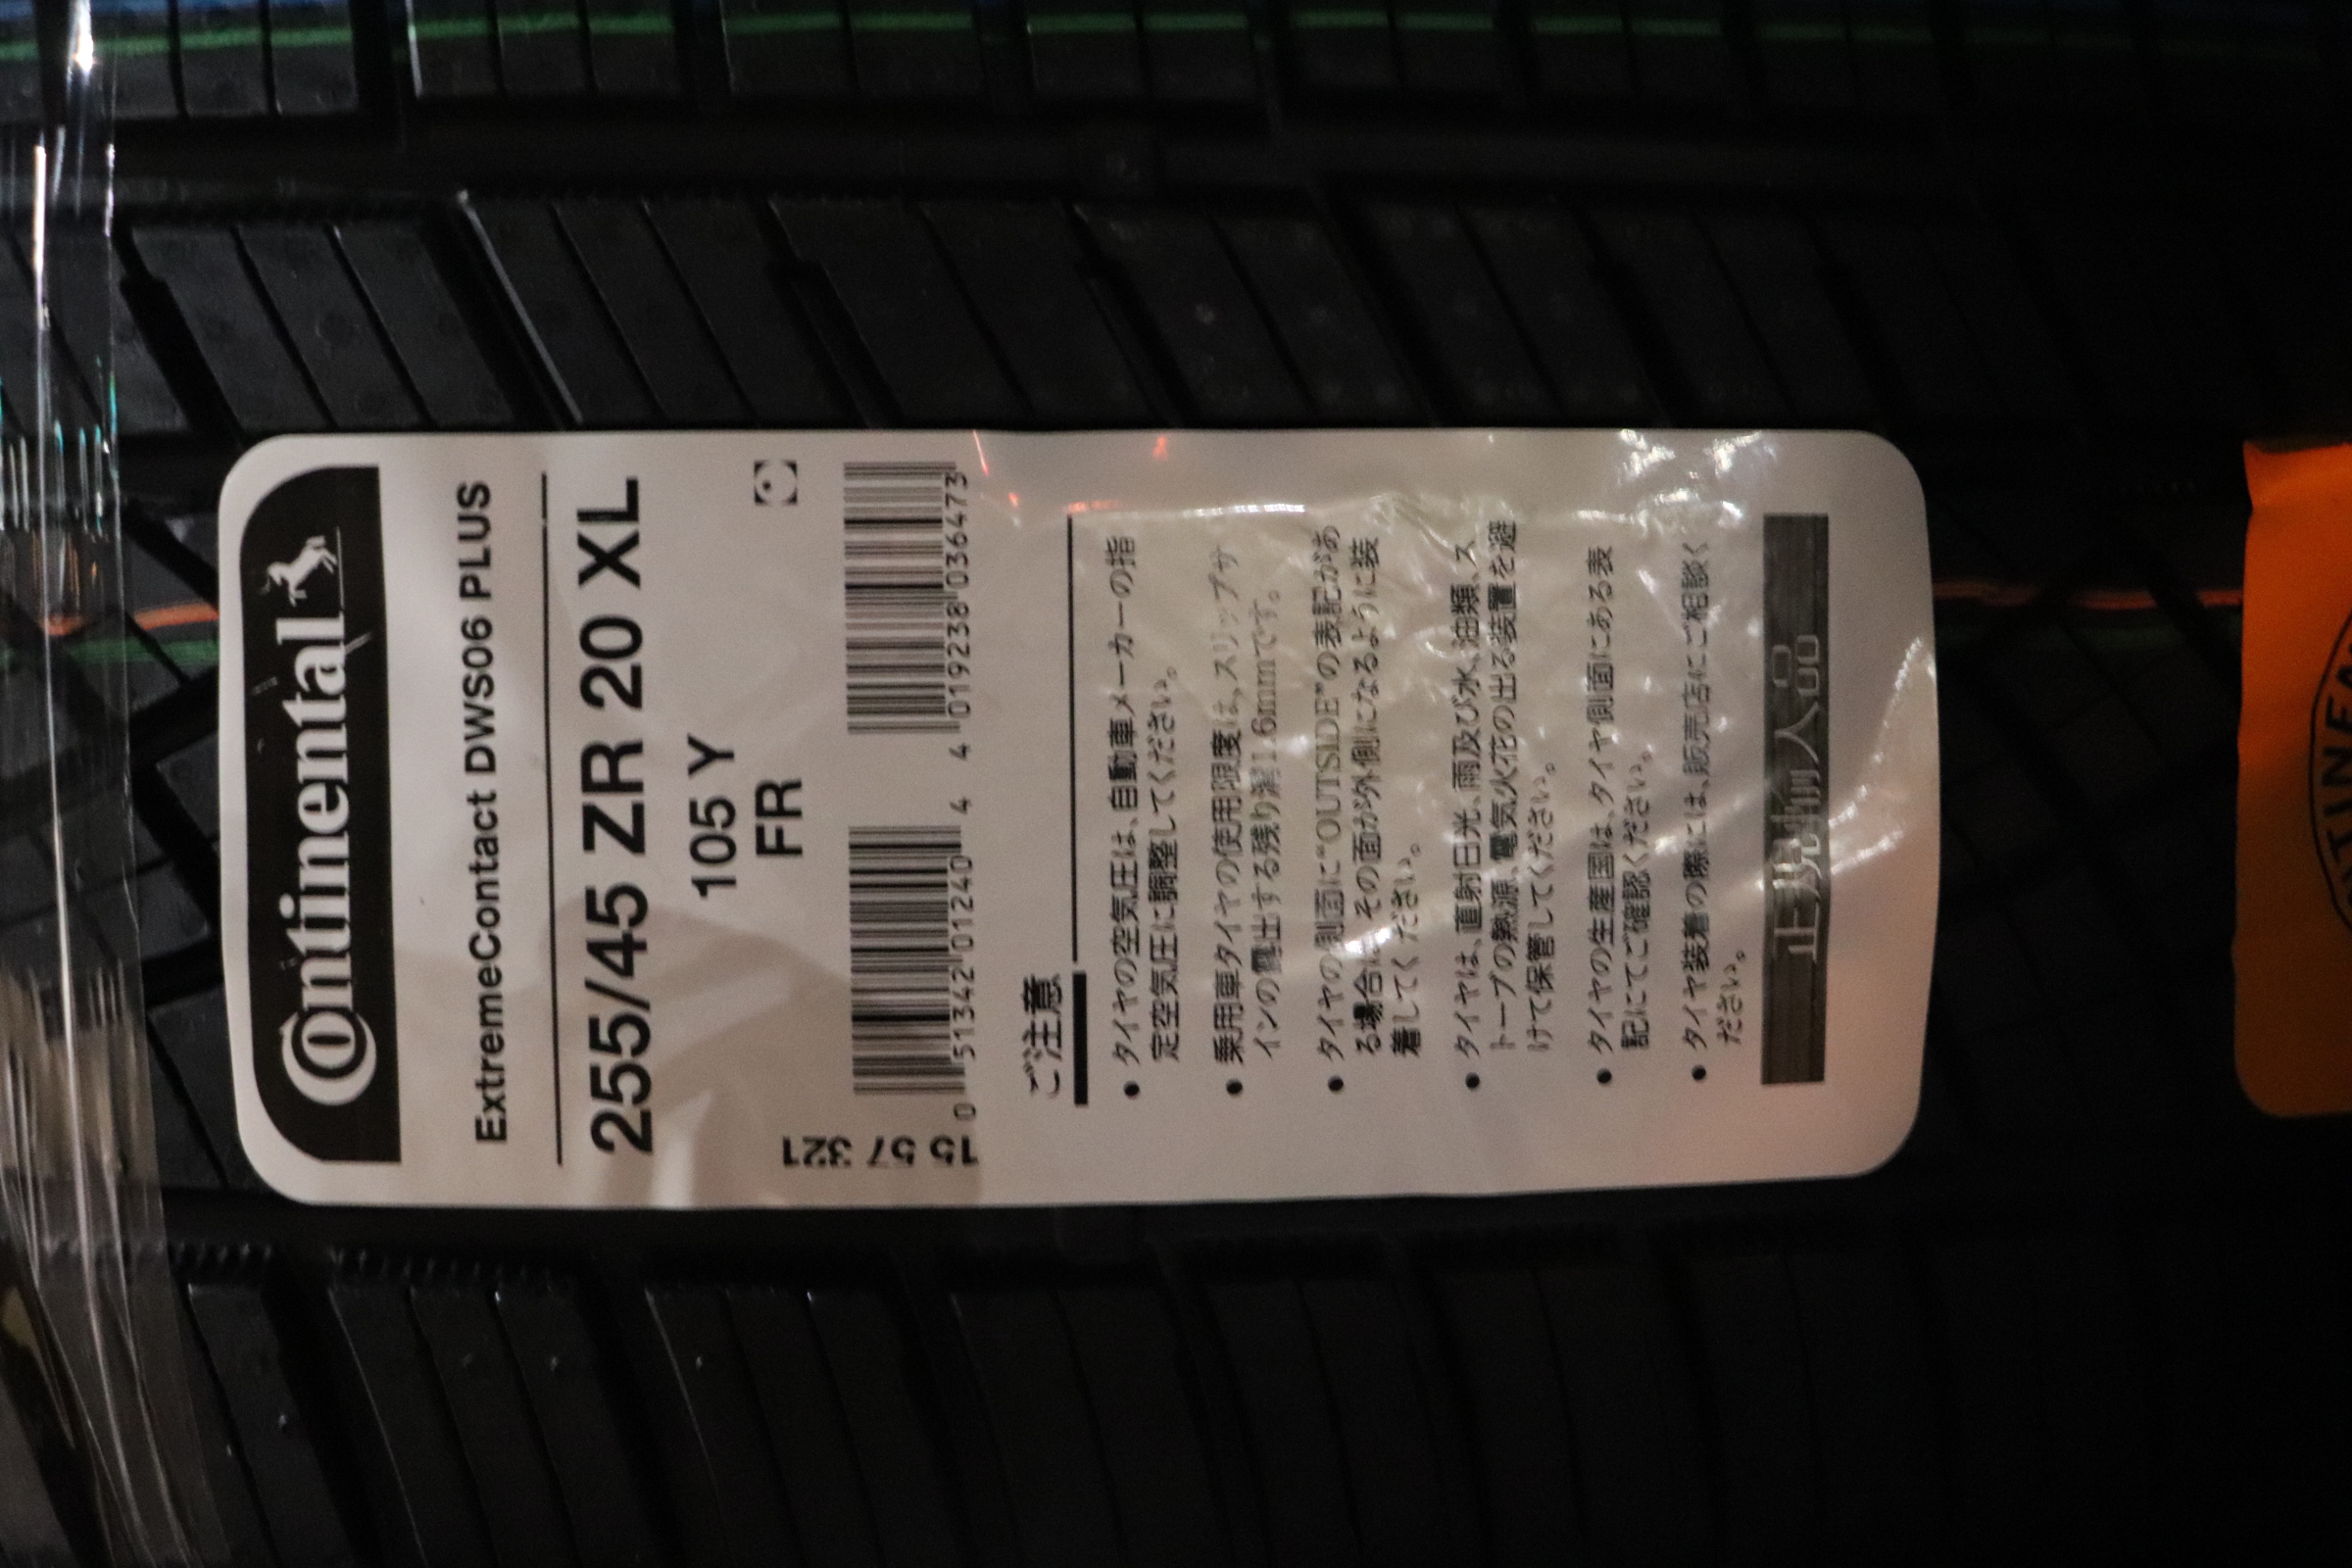 Continental
ExtremeContact DWS06 PLUS
255/45 ZR 20 XL
105 Y
FR
15 57 321
0 51342 01240 4
4 019238 036447 3
ご注意
• タイヤの空気圧は、自動車メーカーの指
定空気圧に調整してください。
• 乗用車タイヤの使用限度は、スリップサ
インの露出する残り溝1.6mmです。
• タイヤの側面に“OUTSIDE”の表記があ
る場合は、その面が外側になるように装
着してください。
• タイヤは、直射日光、雨及び水、油類、ス
トーブの熱源、電気火花の出る装置を避
けて保管してください。
• タイヤの生産国は、タイヤ側面にある表
記にてご確認ください。
• タイヤ装着の際には、販売店にご相談く
ださい。
正規輸入品